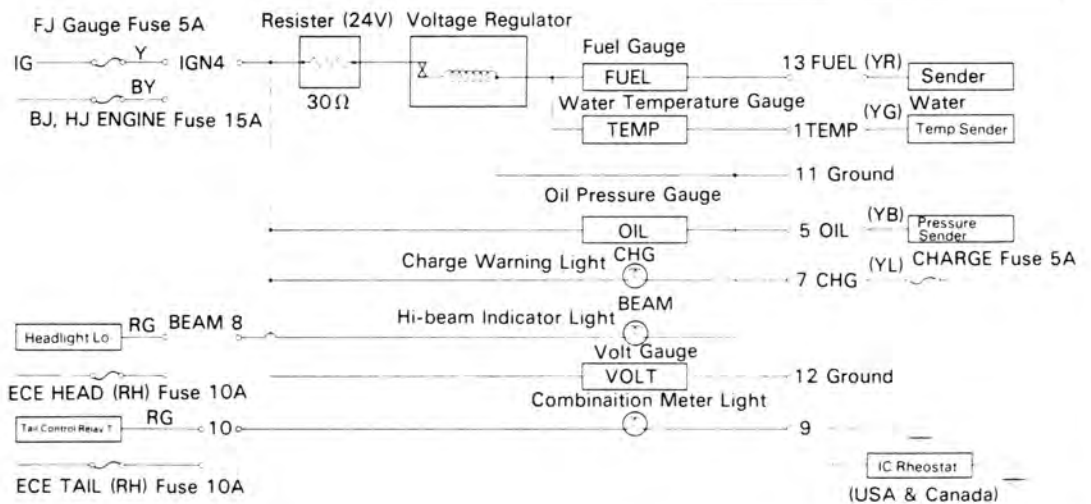 FJ Gauge Fuse 5A
Resister (24V)
Voltage Regulator
Fuel Gauge
IG
Y
IGN4
FUEL
13 FUEL (YR)
Sender
BY
30Ω
Water Temperature Gauge
(YG)
Water
BJ, HJ ENGINE Fuse 15A
TEMP
1 TEMP
Temp Sender
11 Ground
Oil Pressure Gauge
OIL
5 OIL
(YB)
Pressure
Sender
Charge Warning Light
CHG
7 CHG
(YL)
CHARGE Fuse 5A
BEAM
Headlight Lo
RG
BEAM 8
Hi-beam Indicator Light
Volt Gauge
VOLT
12 Ground
ECE HEAD (RH) Fuse 10A
Combinaition Meter Light
Tail Control Relay T
RG
10
9
IC Rheostat
ECE TAIL (RH) Fuse 10A
(USA & Canada)